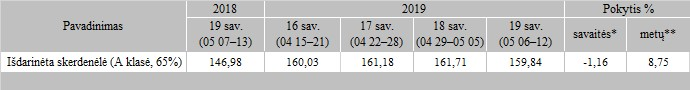 Pavadinimas 2018 2019 Pokytis %
19 sav. (05 07–13) 16 sav. (04 15–21) 17 sav. (04 22–28) 18 sav. (04 29–05 05) 19 sav. (05 06–12) savaitės* metų**
Išdarinėta skerdenėlė (A klasė, 65%) 146,98 160,03 161,18 161,71 159,84 -1,16 8,75